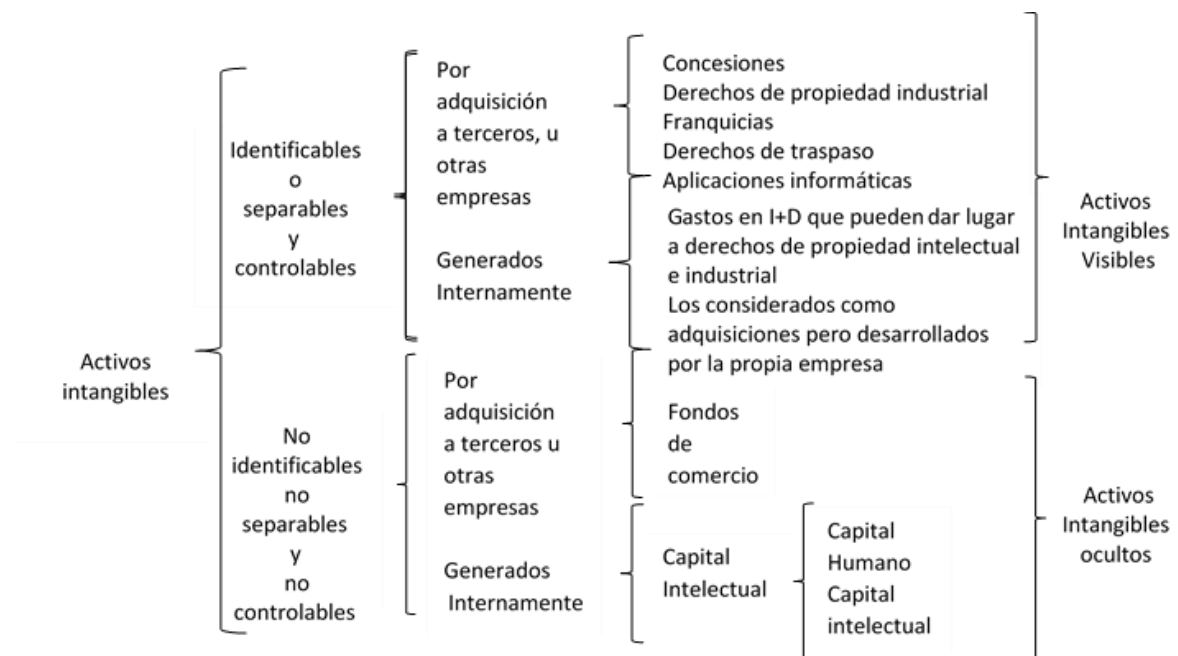 Activos
intangibles
Identificables
o
separables
y
controlables
Por
adquisición
a terceros, u
otras
empresas
Concesiones
Derechos de propiedad industrial
Franquicias
Derechos de traspaso
Aplicaciones informáticas
Generados
Internamente
Gastos en I+D que pueden dar lugar
a derechos de propiedad intelectual
e industrial
Los considerados como
adquisiciones pero desarrollados
por la propia empresa
Activos
Intangibles
Visibles
No
identificables
no
separables
y
no
controlables
Por
adquisición
a terceros u
otras
empresas
Fondos
de
comercio
Generados
Internamente
Capital
Intelectual
Capital
Humano
Capital
intelectual
Activos
Intangibles
ocultos